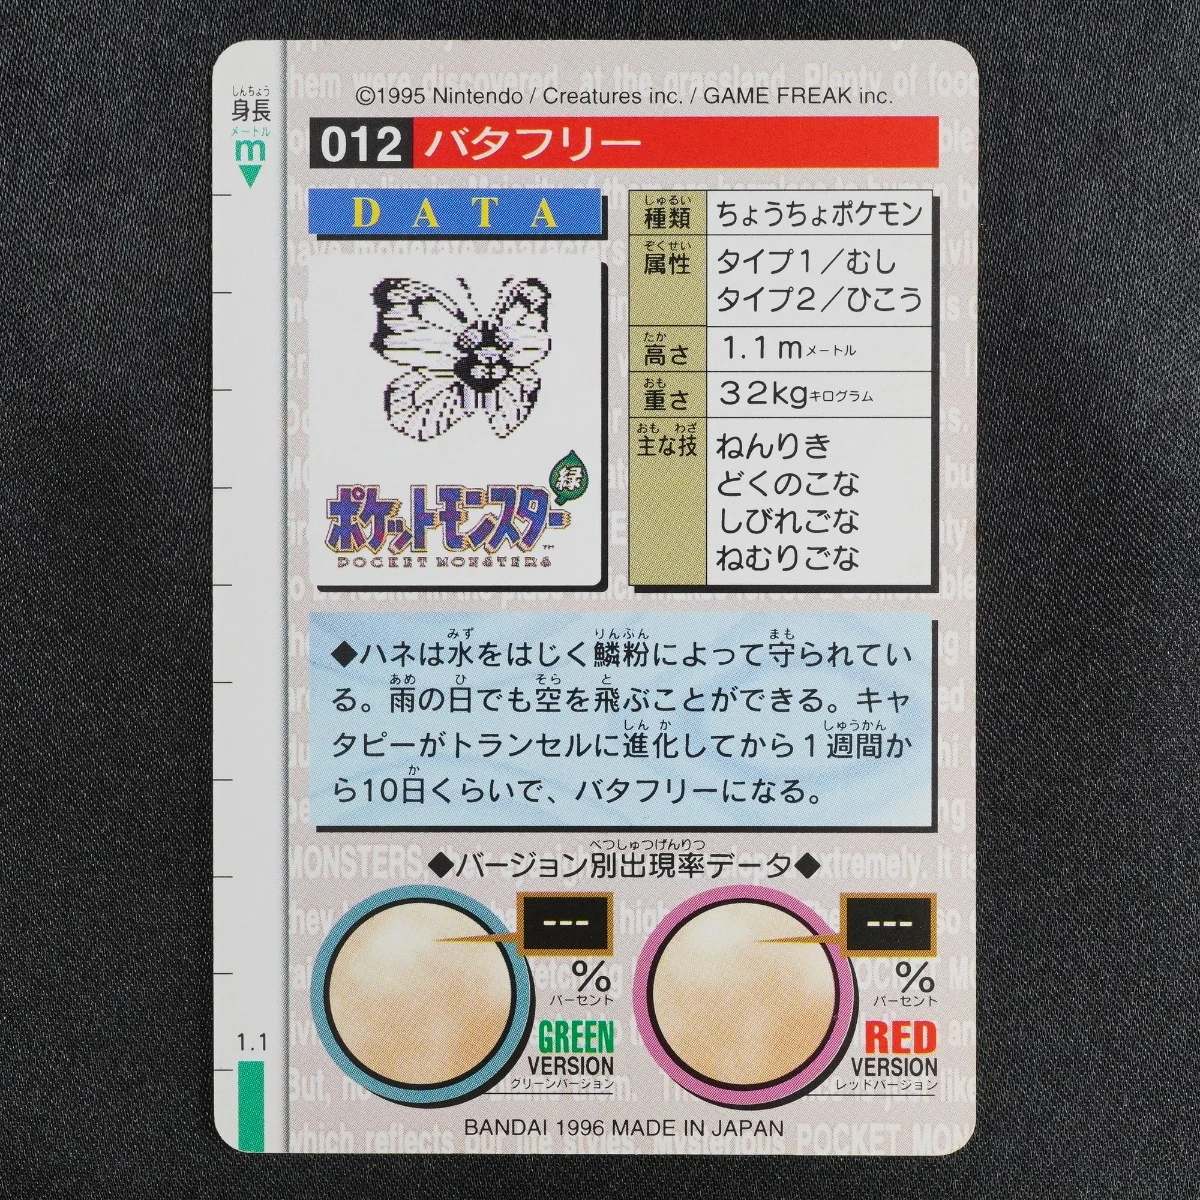 ©1995 Nintendo / Creatures inc. / GAME FREAK inc.
しんちょう
身長
メートル
m
012 バタフリー
DATA
緑
ポケットモンスター
POCKET MONSTERS
しゅるい
種類 ちょうちょポケモン
ぞくせい
属性 タイプ1／むし
タイプ2／ひこう
たか
高さ 1.1mメートル
おも
重さ 32kgキログラム
おも わざ
主な技 ねんりき
どくのこな
しびれごな
ねむりごな
みず りんぷん まも
◆ハネは水をはじく鱗粉によって守られてい
あめ ひ そら と
る。雨の日でも空を飛ぶことができる。キャ
しんか しゅうかん
タピーがトランセルに進化してから1週間か
か
ら10日くらいで、バタフリーになる。
べつしゅつげんりつ
◆バージョン別出現率データ◆
--- %
パーセント
GREEN
VERSION
グリーンバージョン
--- %
パーセント
RED
VERSION
レッドバージョン
1.1
BANDAI 1996 MADE IN JAPAN